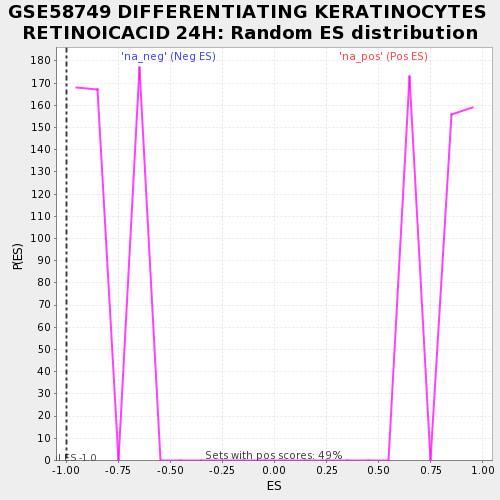 GSE58749 DIFFERENTIATING KERATINOCYTES
RETINOICACID 24H: Random ES distribution
'na_neg' (Neg ES)
'na_pos' (Pos ES)
180
170
160
150
140
130
120
110
100
90
80
70
60
50
40
30
20
10
0
P(ES)
ES -1.0
Sets with pos scores: 49%
-1.00 -0.75 -0.50 -0.25 0.00 0.25 0.50 0.75 1.00
ES